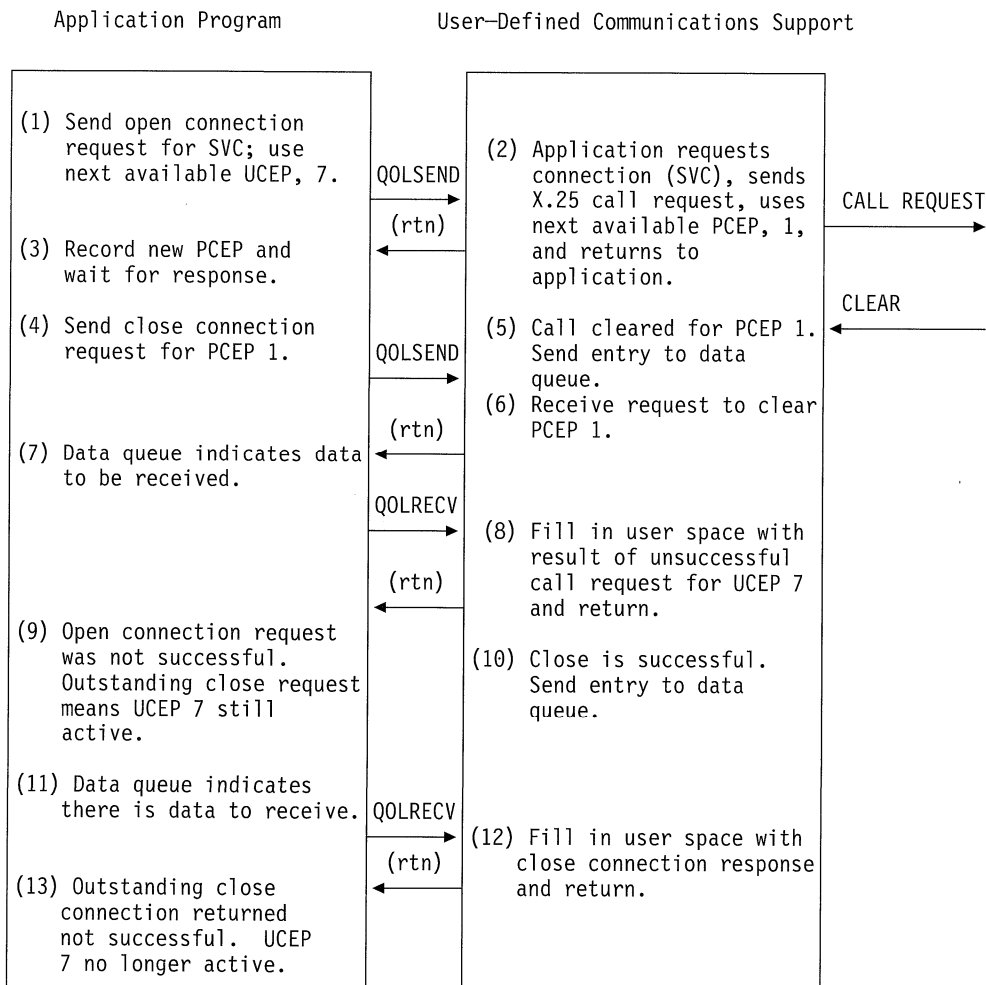 Application Program
User-Defined Communications Support
(1) Send open connection
request for SVC; use
next available UCEP, 7.
QOLSEND
(rtn)
(2) Application requests
connection (SVC), sends
X.25 call request, uses
next available PCEP, 1,
and returns to
application.
CALL REQUEST
(3) Record new PCEP and
wait for response.
CLEAR
(4) Send close connection
request for PCEP 1.
QOLSEND
(5) Call cleared for PCEP 1.
Send entry to data
queue.
(6) Receive request to clear
PCEP 1.
(rtn)
(7) Data queue indicates data
to be received.
QOLRECV
(8) Fill in user space with
result of unsuccessful
call request for UCEP 7
and return.
(rtn)
(9) Open connection request
was not successful.
Outstanding close request
means UCEP 7 still
active.
(10) Close is successful.
Send entry to data
queue.
(11) Data queue indicates
there is data to receive.
QOLRECV
(12) Fill in user space with
close connection response
and return.
(rtn)
(13) Outstanding close
connection returned
not successful. UCEP
7 no longer active.